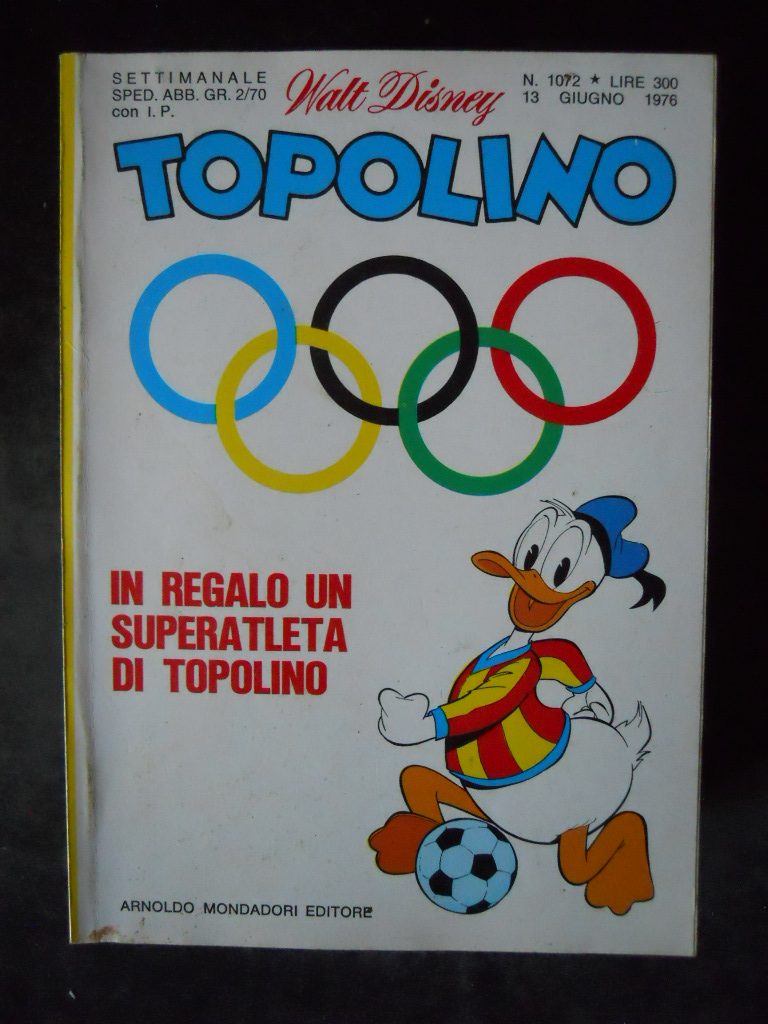 SETTIMANALE
SPED. ABB. GR. 2/70
con I. P.
Walt Disney
N. 1072 ★ LIRE 300
13 GIUGNO 1976
TOPOLINO
IN REGALO UN
SUPERATLETA
DI TOPOLINO
ARNOLDO MONDADORI EDITORE